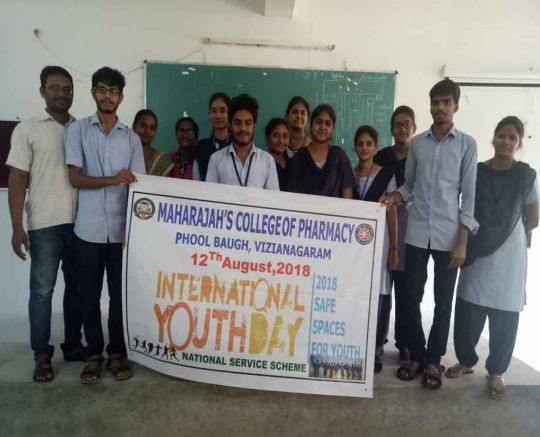 MAHARAJAH'S COLLEGE OF PHARMACY
PHOOL BAUGH, VIZIANAGARAM
12Th August,2018
INTERNATIONAL
YOUTH DAY
NATIONAL SERVICE SCHEME
2018
SAFE
SPACES
FOR YOUTH